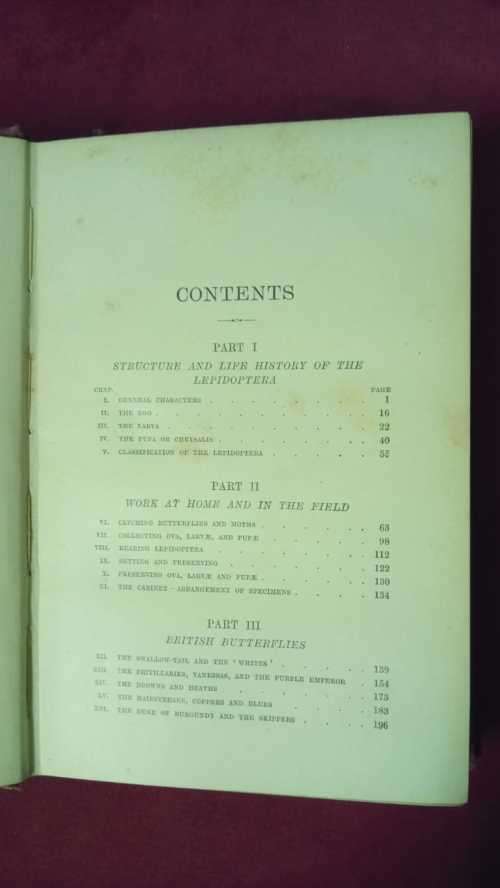 CONTENTS
PART I
STRUCTURE AND LIFE HISTORY OF THE
LEPIDOPTERA
CHAP. PAGE
I. GENERAL CHARACTERS . . . . . . . . . 1
II. THE EGG . . . . . . . . . . . 16
III. THE LARVA . . . . . . . . . . . 22
IV. THE PUPA OR CHRYSALIS . . . . . . . . 40
V. CLASSIFICATION OF THE LEPIDOPTERA . . . . . 55
PART II
WORK AT HOME AND IN THE FIELD
VI. CATCHING BUTTERFLIES AND MOTHS . . . . . . 63
VII. COLLECTING OVA, LARVÆ, AND PUPÆ . . . . . . 98
VIII. REARING LEPIDOPTERA . . . . . . . . 112
IX. SETTING AND PRESERVING . . . . . . . 122
X. PRESERVING OVA, LARVÆ AND PUPÆ . . . . . . 130
XI. THE CABINET—ARRANGEMENT OF SPECIMENS . . . . 134
PART III
BRITISH BUTTERFLIES
XII. THE SWALLOW-TAIL AND THE 'WHITES' . . . . . 139
XIII. THE FRITILLARIES, VANESSAS, AND THE PURPLE EMPEROR . 154
XIV. THE BROWNS AND HEATHS . . . . . . . 173
XV. THE HAIRSTREAKS, COPPERS AND BLUES . . . . . 183
XVI. THE DUKE OF BURGUNDY AND THE SKIPPERS . . . . 196